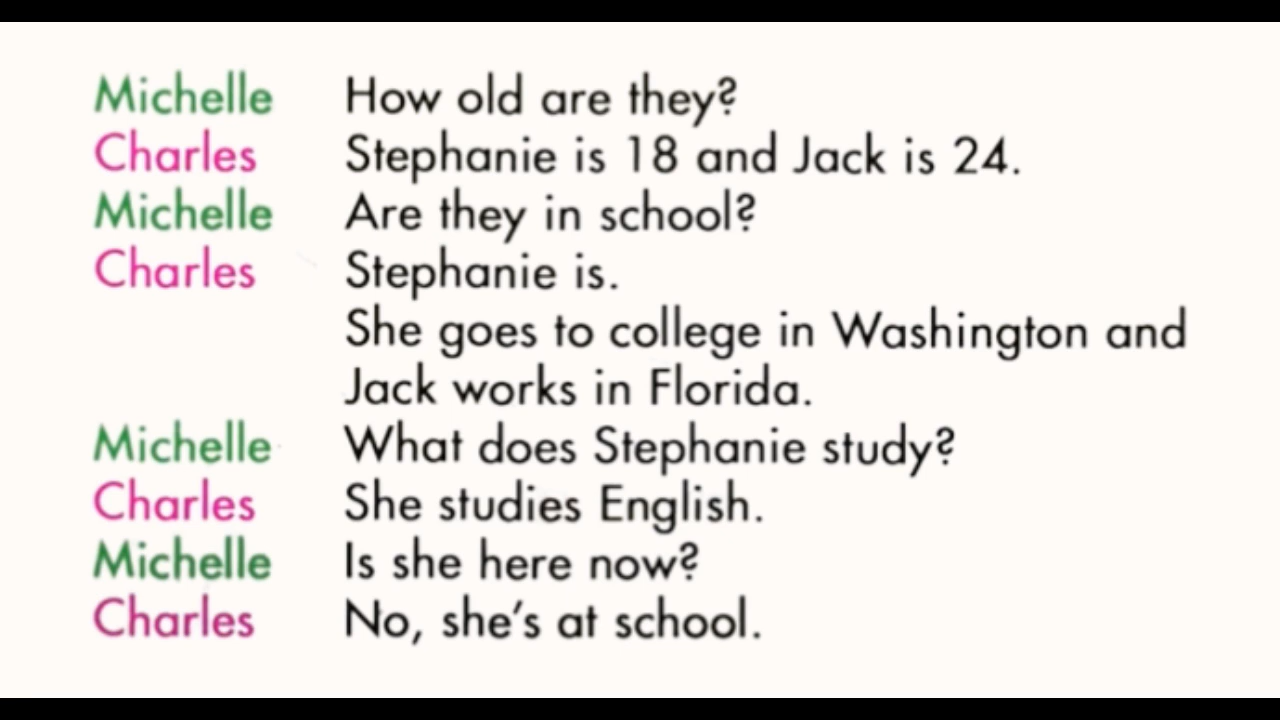 Michelle How old are they?
Charles Stephanie is 18 and Jack is 24.
Michelle Are they in school?
Charles Stephanie is.
She goes to college in Washington and
Jack works in Florida.
Michelle What does Stephanie study?
Charles She studies English.
Michelle Is she here now?
Charles No, she's at school.